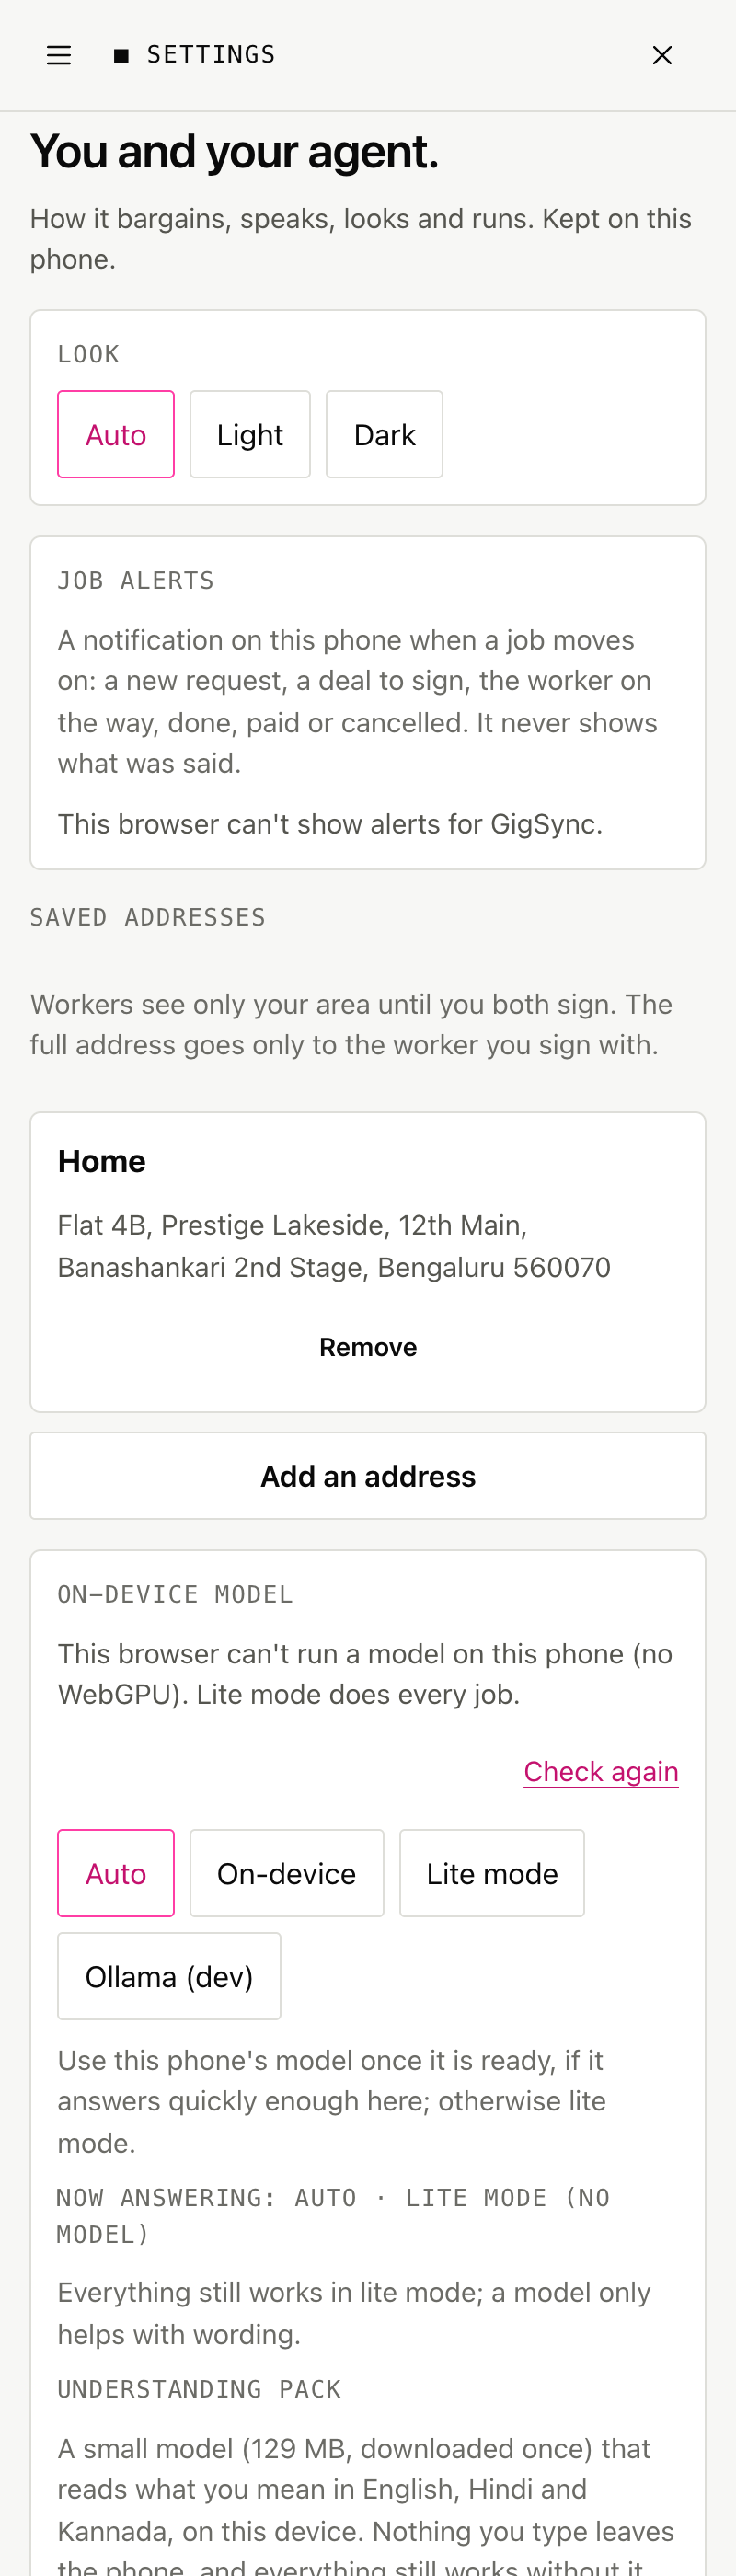 SETTINGS
You and your agent.
How it bargains, speaks, looks and runs. Kept on this
phone.
LOOK
Auto
Light
Dark
JOB ALERTS
A notification on this phone when a job moves
on: a new request, a deal to sign, the worker on
the way, done, paid or cancelled. It never shows
what was said.
This browser can't show alerts for GigSync.
SAVED ADDRESSES
Workers see only your area until you both sign. The
full address goes only to the worker you sign with.
Home
Flat 4B, Prestige Lakeside, 12th Main,
Banashankari 2nd Stage, Bengaluru 560070
Remove
Add an address
ON-DEVICE MODEL
This browser can't run a model on this phone (no
WebGPU). Lite mode does every job.
Check again
Auto
On-device
Lite mode
Ollama (dev)
Use this phone's model once it is ready, if it
answers quickly enough here; otherwise lite
mode.
NOW ANSWERING: AUTO · LITE MODE (NO
MODEL)
Everything still works in lite mode; a model only
helps with wording.
UNDERSTANDING PACK
A small model (129 MB, downloaded once) that
reads what you mean in English, Hindi and
Kannada, on this device. Nothing you type leaves
the phone, and everything still works without it.